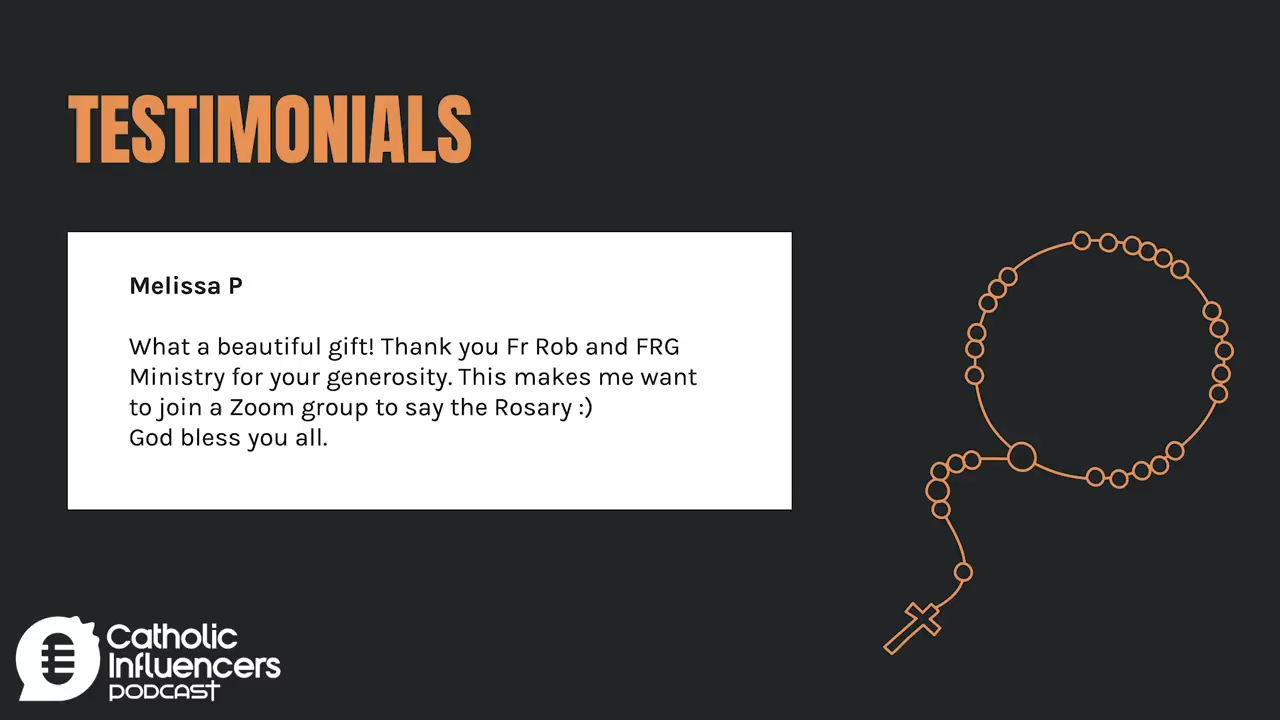 TESTIMONIALS
Melissa P
What a beautiful gift! Thank you Fr Rob and FRG
Ministry for your generosity. This makes me want
to join a Zoom group to say the Rosary :)
God bless you all.
Catholic
Influencers
PODCAST